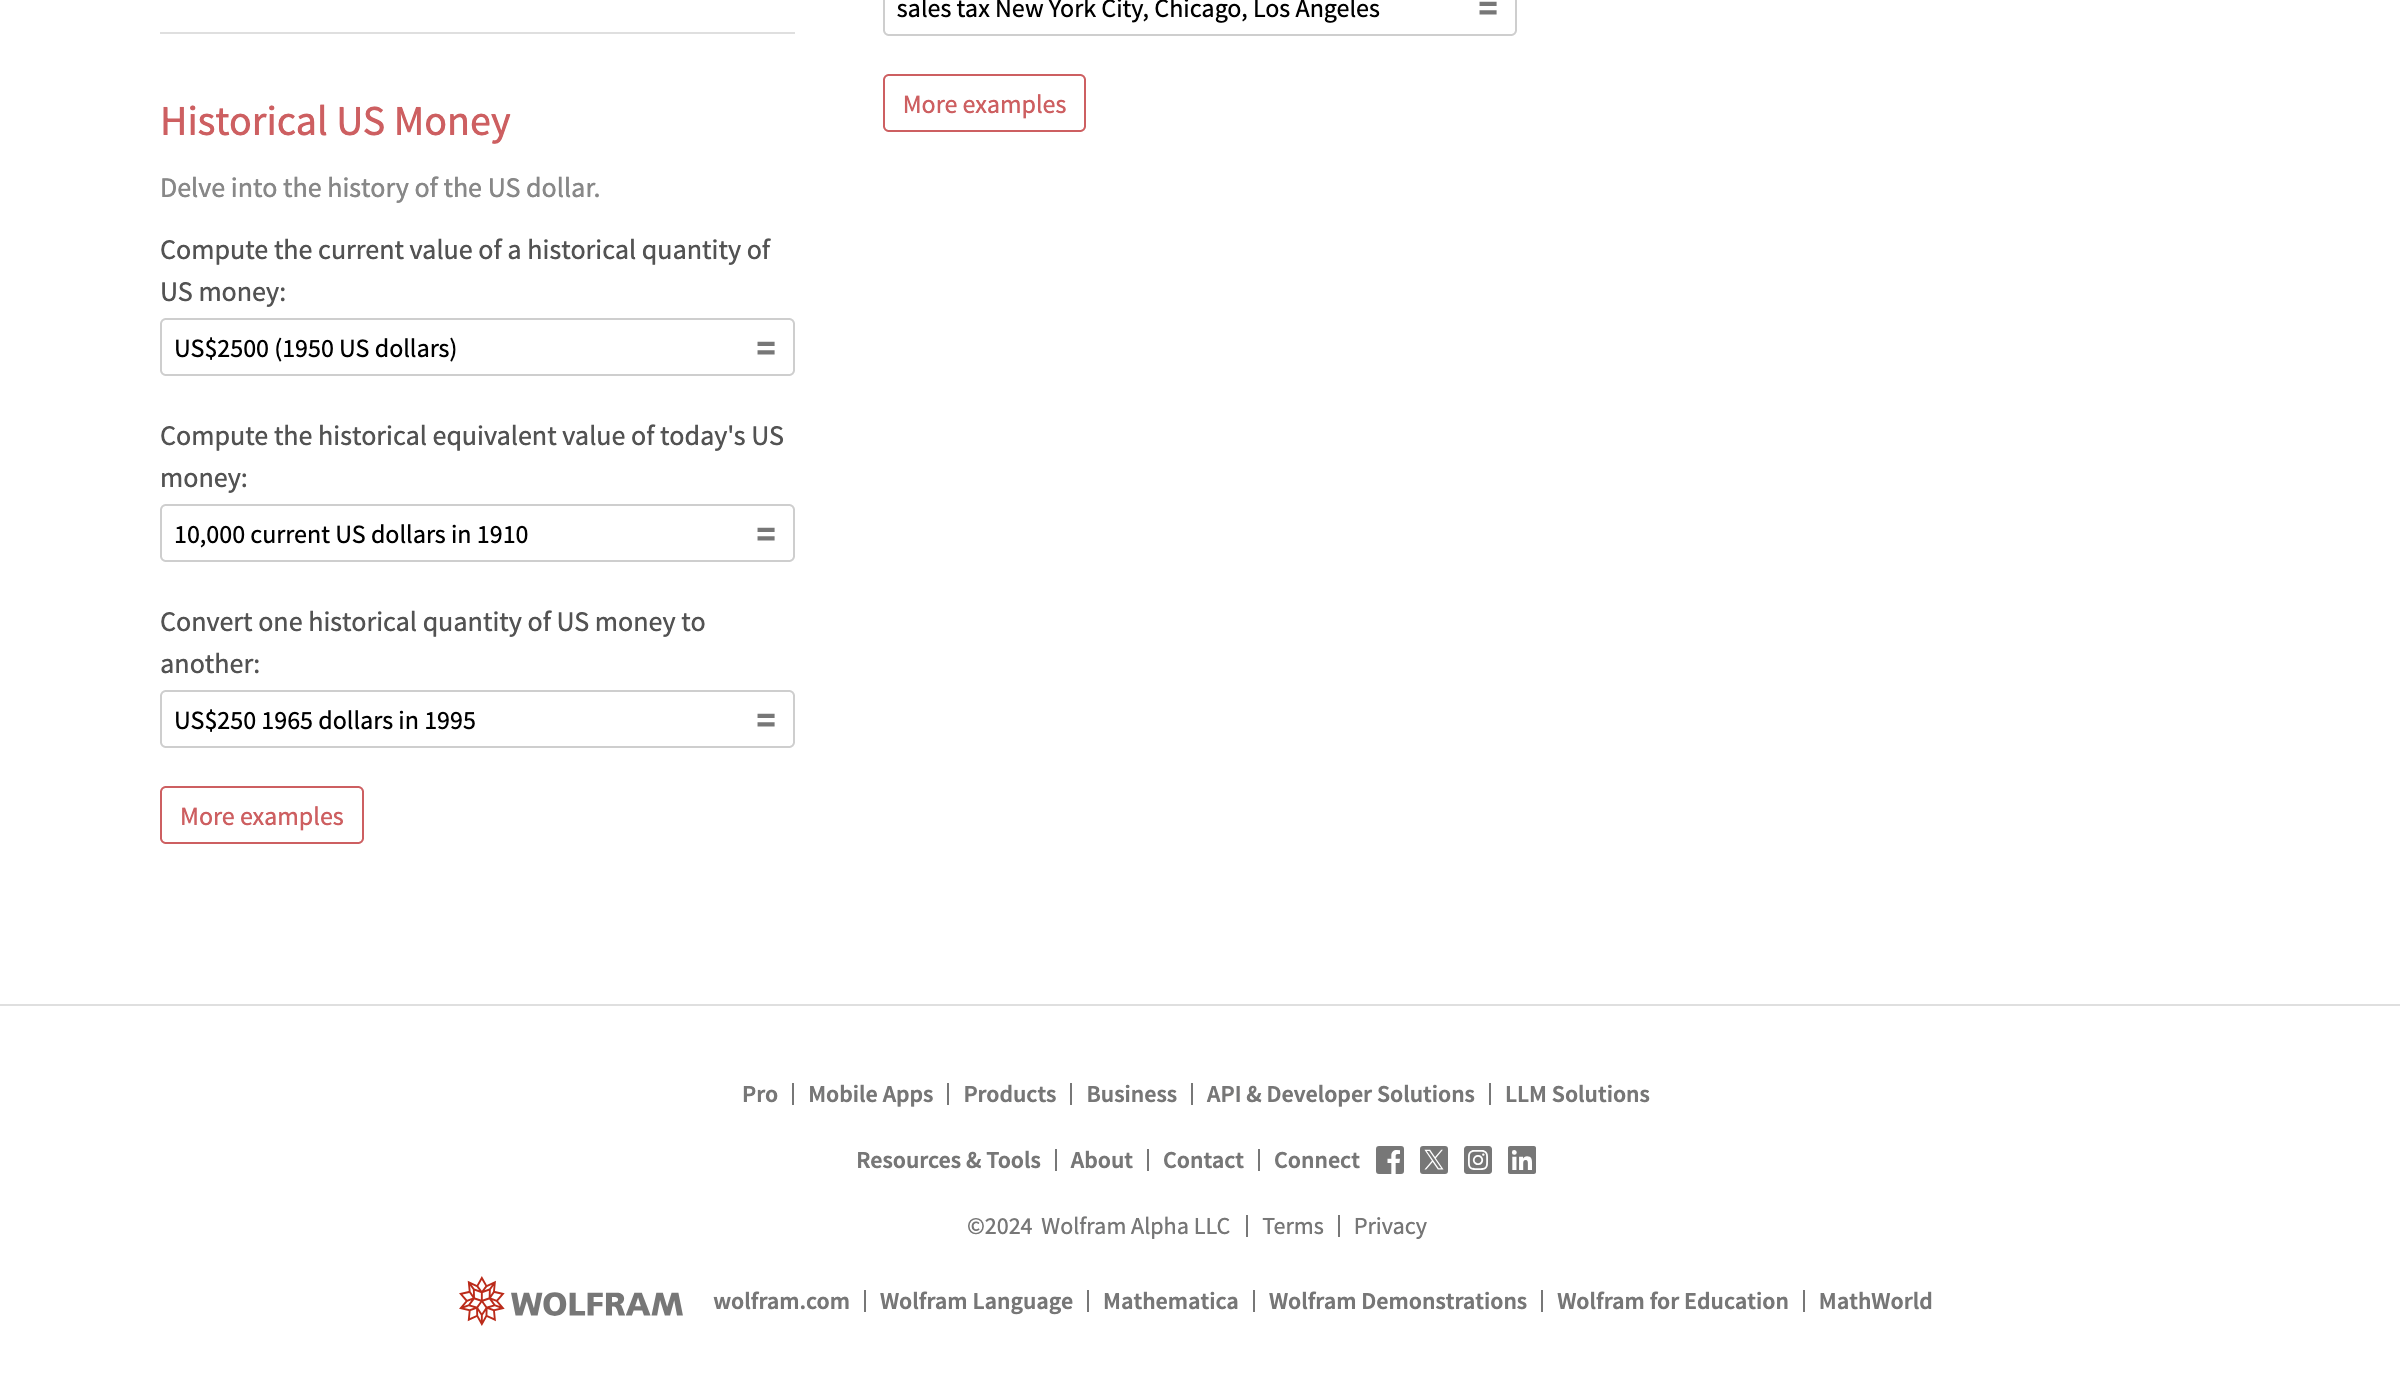 sales tax New York City, Chicago, Los Angeles
More examples
Historical US Money
Delve into the history of the US dollar.
Compute the current value of a historical quantity of
US money:
US$2500 (1950 US dollars)
Compute the historical equivalent value of today's US
money:
10,000 current US dollars in 1910
Convert one historical quantity of US money to
another:
US$250 1965 dollars in 1995
More examples
Pro | Mobile Apps | Products | Business | API & Developer Solutions | LLM Solutions
Resources & Tools | About | Contact | Connect
©2024 Wolfram Alpha LLC | Terms | Privacy
WOLFRAM wolfram.com | Wolfram Language | Mathematica | Wolfram Demonstrations | Wolfram for Education | MathWorld